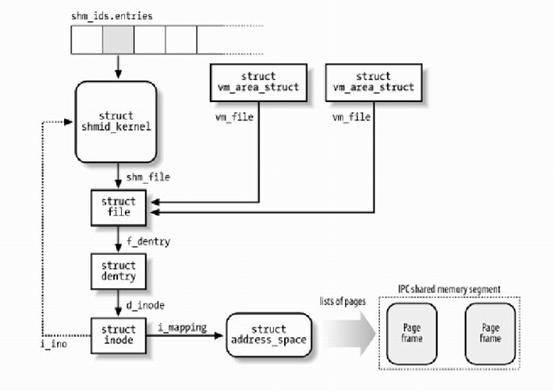 shm_ids.entries
struct
shmid_kernel
struct
vm_area_struct
struct
vm_area_struct
vm_file
vm_file
shm_file
struct
file
f_dentry
struct
dentry
d_inode
struct
inode
i_mapping
i_ino
struct
address_space
lists of pages
IPC shared memory segment
Page
frame
Page
frame